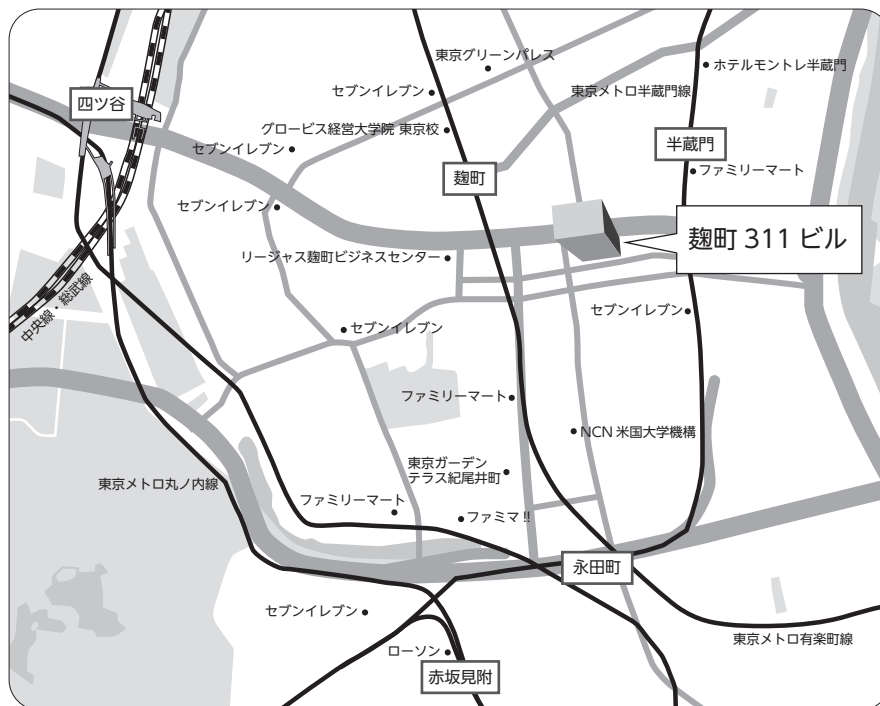 東京グリーンパレス
ホテルモントレ半蔵門
セブンイレブン
東京メトロ半蔵門線
四ツ谷
グロービス経営大学院 東京校
セブンイレブン
半蔵門
麹町
ファミリーマート
セブンイレブン
麹町 311 ビル
リージャス麹町ビジネスセンター
中央線・総武線
セブンイレブン
セブンイレブン
ファミリーマート
NCN 米国大学機構
東京ガーデン
テラス紀尾井町
東京メトロ丸ノ内線
ファミリーマート
ファミマ !!
永田町
セブンイレブン
東京メトロ有楽町線
ローソン
赤坂見附